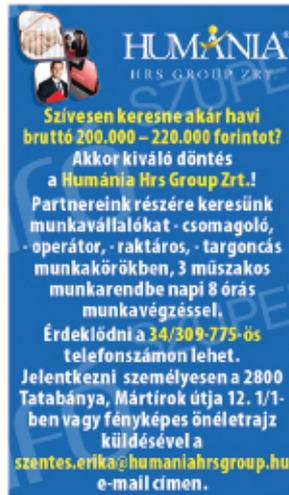 HUMÁNIA
HRS GROUP ZRT.
Szívesen keresne akár havi
bruttó 200.000 – 220.000 forintot?
Akkor kiváló döntés
a Humánia Hrs Group Zrt.!
Partnereink részére keresünk
munkavállalókat - csomagoló,
- operátor, - raktáros, - targoncás
munkakörökben, 3 műszakos
munkarendbe napi 8 órás
munkavégzéssel.
Érdeklődni a 34/309-775-ös
telefonszámon lehet.
Jelentkezni személyesen a 2800
Tatabánya, Mártírok útja 12. 1/1-
ben vagy fényképes önéletrajz
küldésével a
szentes.erika@humaniahrsgroup.hu
e-mail címen.